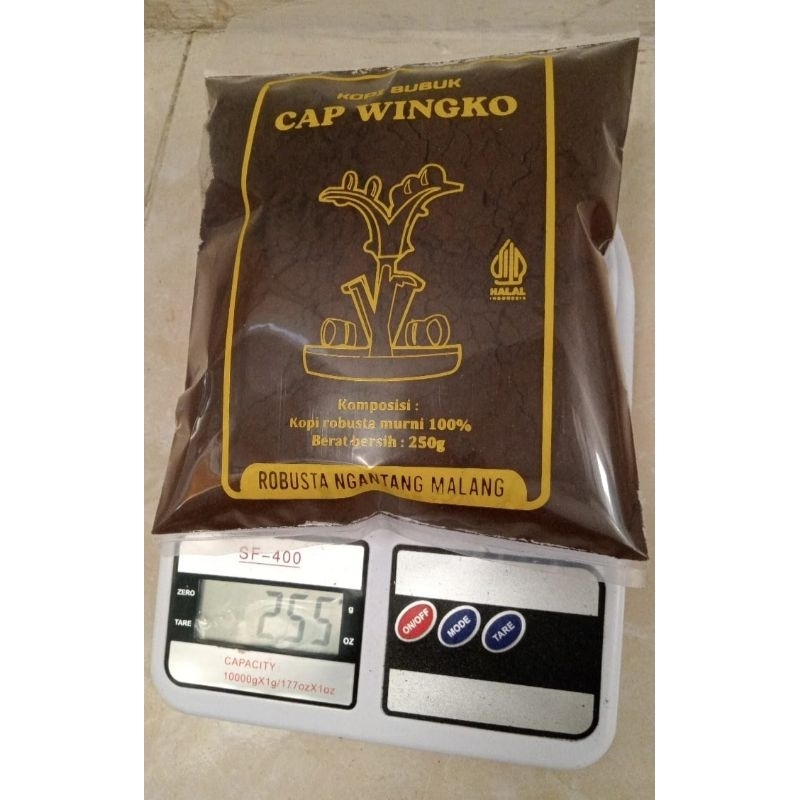 KOPI BUBUK
CAP WINGKO
HALAL
INDONESIA
Komposisi :
Kopi robusta murni 100%
Berat bersih : 250g
ROBUSTA NGANTANG MALANG
SF-400
ZERO
TARE
255
g
OZ
CAPACITY
10000gX1g/177ozX1oz
ON/OFF
MODE
TARE